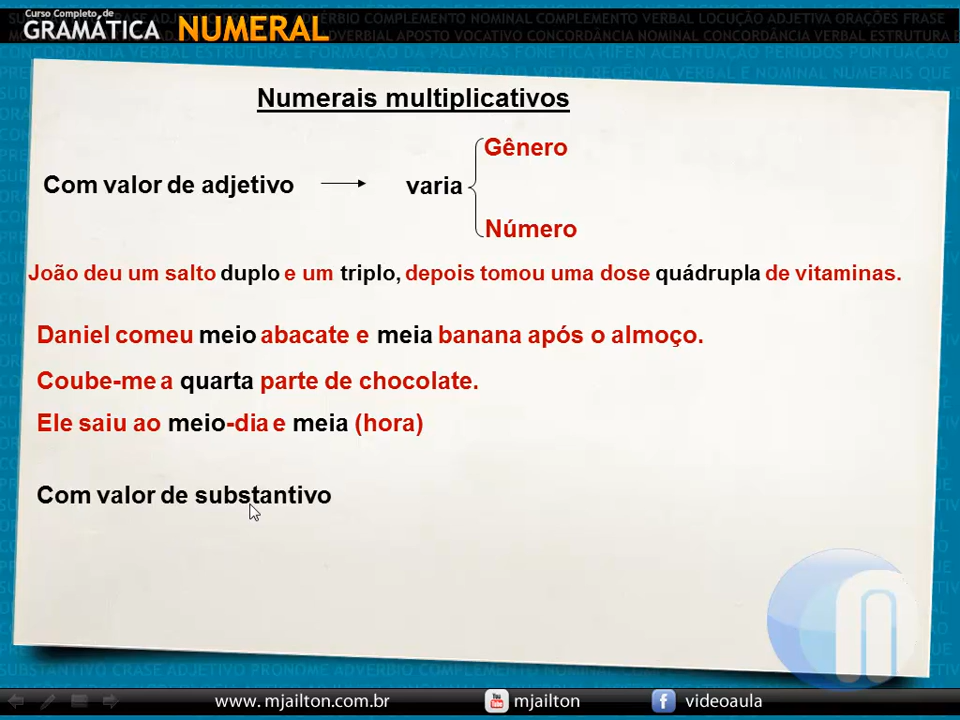 Curso Completo de
GRAMÁTICA NUMERAL
Numerais multiplicativos
Gênero
Com valor de adjetivo varia
Número
João deu um salto duplo e um triplo, depois tomou uma dose quádrupla de vitaminas.
Daniel comeu meio abacate e meia banana após o almoço.
Coube-me a quarta parte de chocolate.
Ele saiu ao meio-dia e meia (hora)
Com valor de substantivo
www. mjailton.com.br You Tube mjailton f videoaula